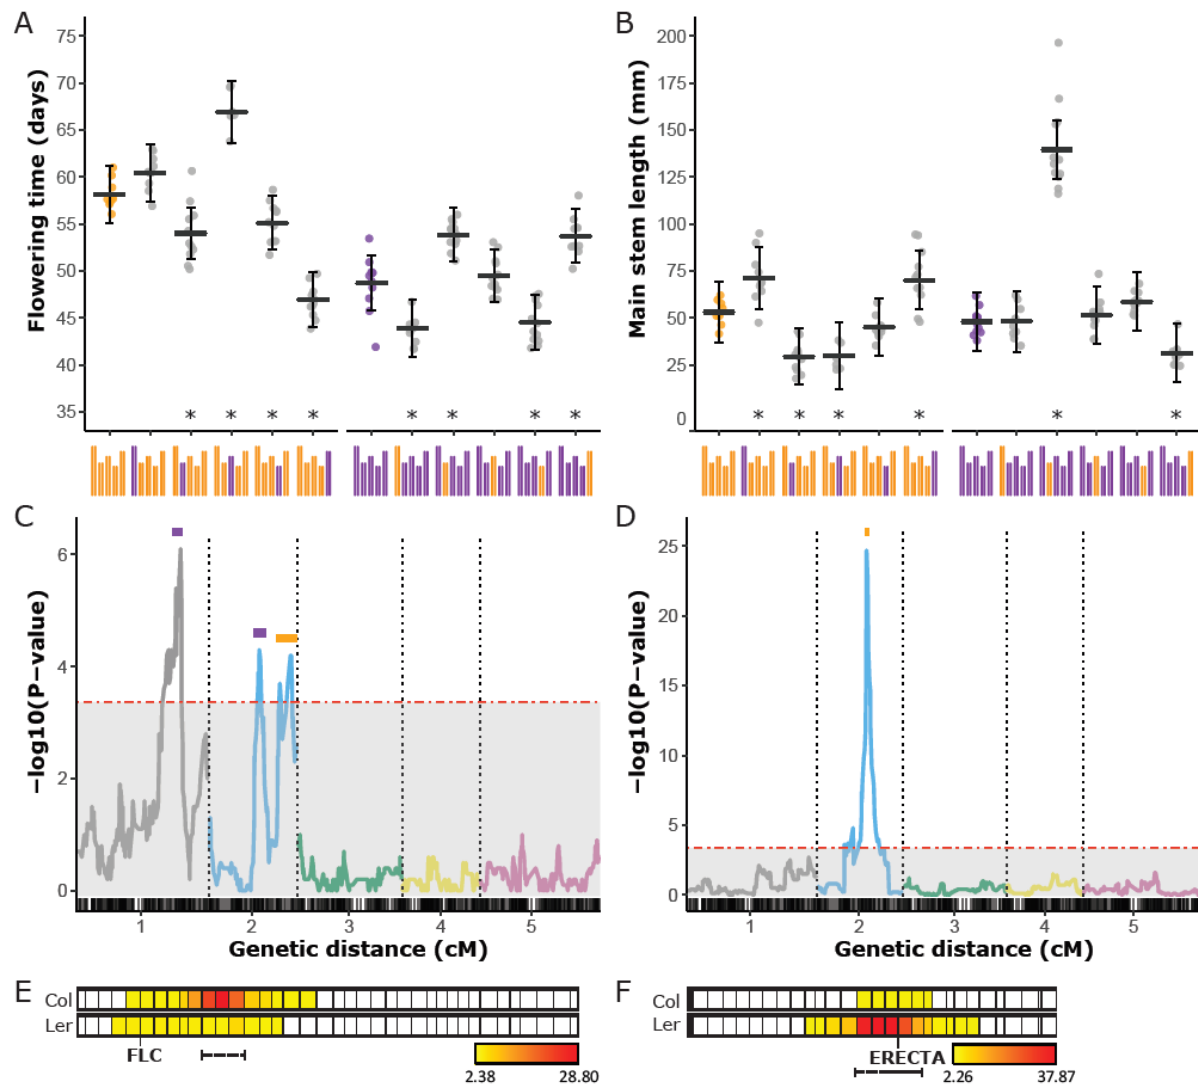 A
Flowering time (days)
75
70
65
60
55
50
45
40
35
* * * * * * * *
B
Main stem length (mm)
200
175
150
125
100
75
50
25
0
* * * * * *
C
−log10(P−value)
6
4
2
0
1 2 3 4 5
Genetic distance (cM)
D
−log10(P−value)
25
20
15
10
5
0
1 2 3 4 5
Genetic distance (cM)
E
Col
Ler
FLC
2.38 28.80
F
Col
Ler
ERECTA
2.26 37.87